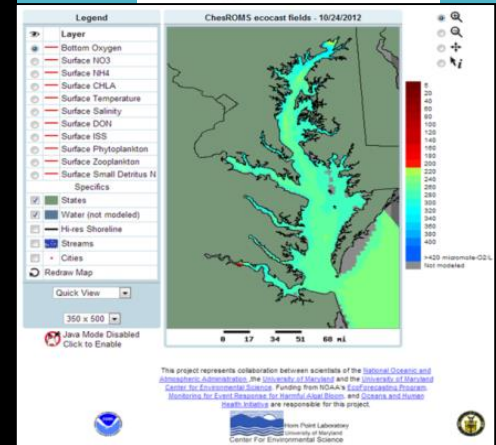 Legend
Layer
Bottom Oxygen
Surface NO3
Surface NH4
Surface CHLA
Surface Temperature
Surface Salinity
Surface DON
Surface ISS
Surface Phytoplankton
Surface Zooplankton
Surface Small Detritus N
Specifics
States
Water (not modeled)
Hi-res Shoreline
Streams
Cities
Redraw Map
Quick View
350 x 500
Java Mode Disabled
Click to Enable
ChesROMS ecocast fields - 10/24/2012
0 17 34 51 68 mi
i
5
20
40
60
80
100
120
140
160
200
210
230
250
260
300
320
340
360
380
400
>420 micromole-O2/L
Not modeled
This project represents collaboration between scientists of the National Oceanic and
Atmospheric Administration, the University of Maryland and the University of Maryland
Center for Environmental Science. Funding from NOAA's EcoForecasting Program,
Monitoring for Event Response for Harmful Algal Bloom, and Oceans and Human
Health Initiative are responsible for this project.
Horn Point Laboratory
University of Maryland
Center For Environmental Science